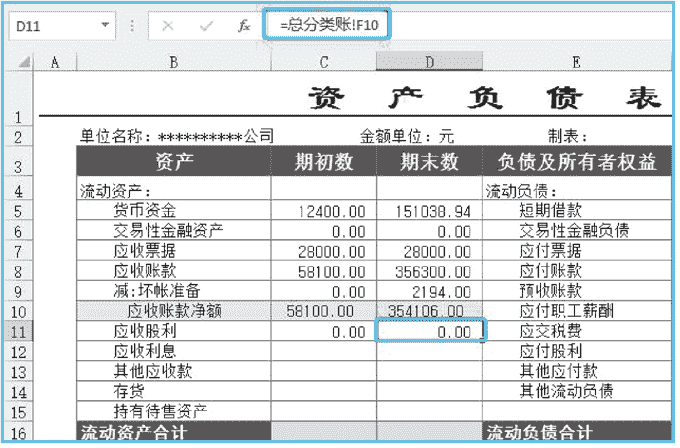 D11 fx =总分类账!F10
A B C D E
1 资 产 负 债 表
2 单位名称：**********公司 金额单位：元 制表：
3 资产 期初数 期末数 负债及所有者权益
4 流动资产： 流动负债：
5 货币资金 12400.00 151038.94 短期借款
6 交易性金融资产 0.00 0.00 交易性金融负债
7 应收票据 28000.00 28000.00 应付票据
8 应收账款 58100.00 356300.00 应付账款
9 减:坏帐准备 0.00 2194.00 预收账款
10 应收账款净额 58100.00 354106.00 应付职工薪酬
11 应收股利 0.00 0.00 应交税费
12 应收利息 应付股利
13 其他应收款 其他应付款
14 存货 其他流动负债
15 持有待售资产
16 流动资产合计 流动负债合计